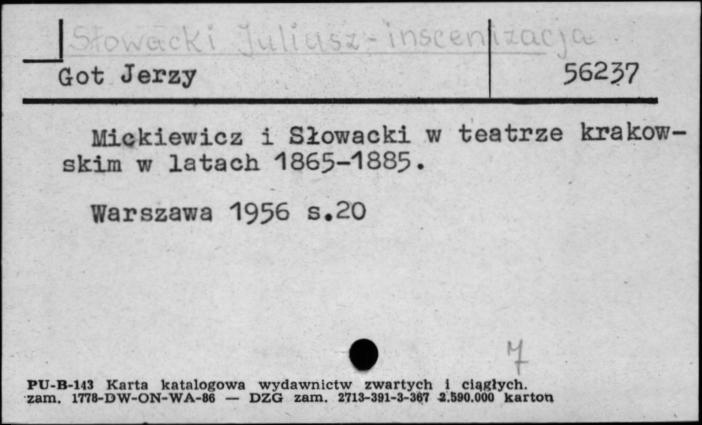 Słowacki Juliusz - inscenizacja
Got Jerzy 56237
Mickiewicz i Słowacki w teatrze krakow-
skim w latach 1865-1885.
Warszawa 1956 s.20
7
PU-B-143 Karta katalogowa wydawnictw zwartych i ciągłych.
zam. 1778-DW-ON-WA-86 — DZG zam. 2713-391-3-367 2.590.000 karton